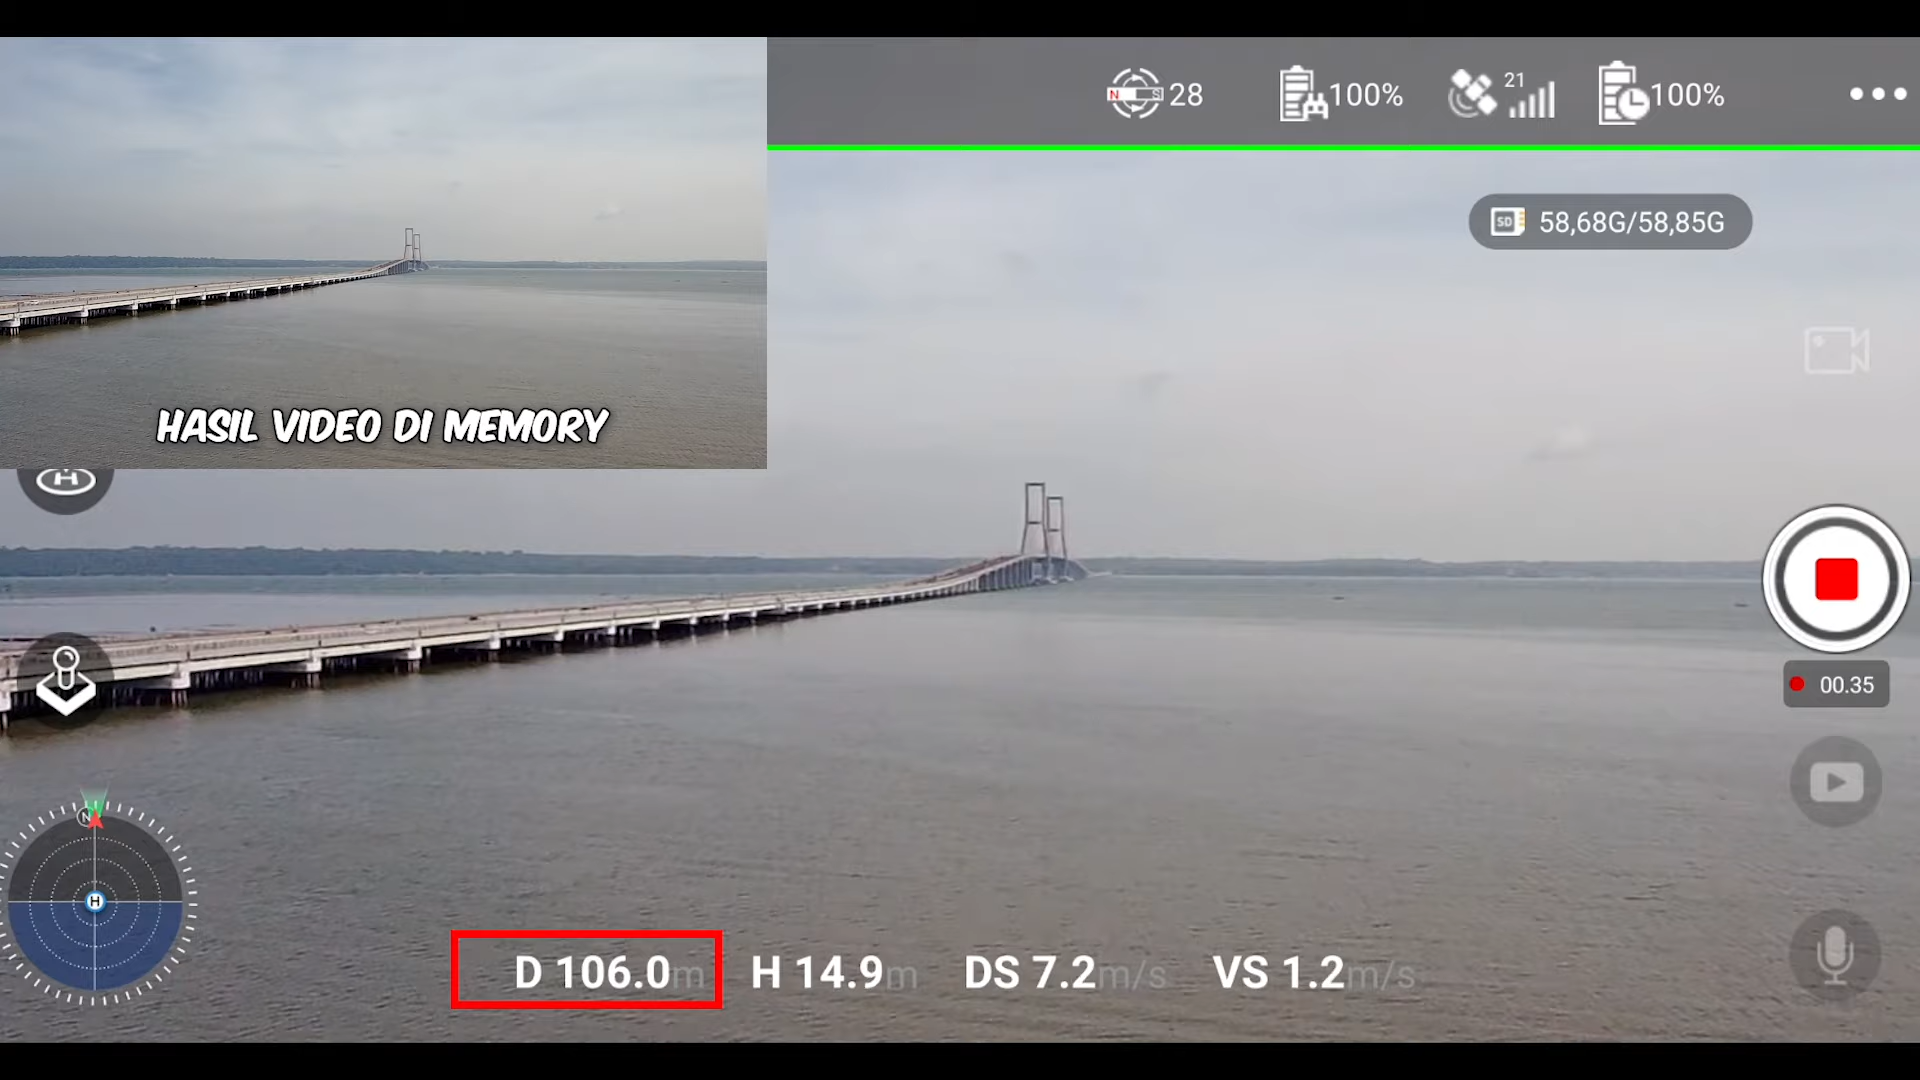 HASIL VIDEO DI MEMORY
N S 28
100%
21
100%
SD 58,68G/58,85G
H
00.35
N
H
D 106.0m H 14.9m DS 7.2m/s VS 1.2m/s